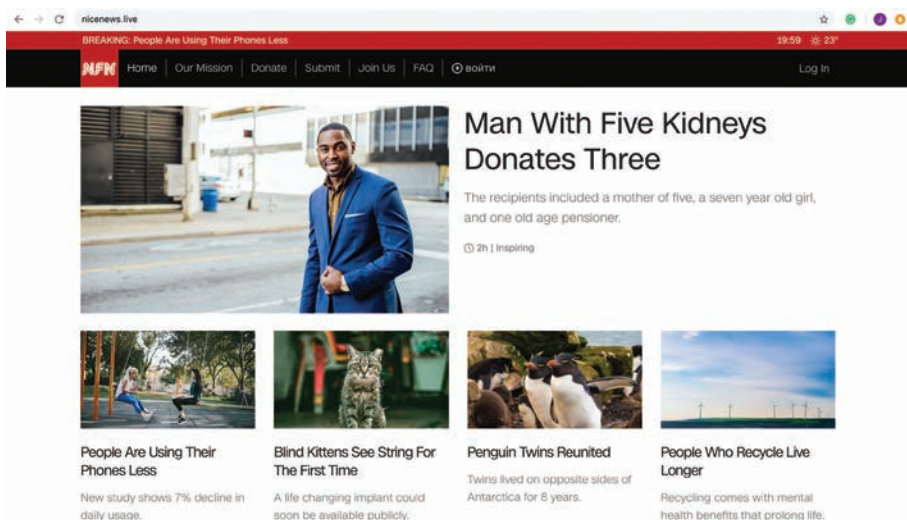 nicenews.live
BREAKING: People Are Using Their Phones Less 19:59 23°
NFN Home Our Mission Donate Submit Join Us FAQ ВОЙТИ Log In
Man With Five Kidneys
Donates Three
The recipients included a mother of five, a seven year old girl,
and one old age pensioner.
2h | Inspiring
People Are Using Their
Phones Less
New study shows 7% decline in
daily usage.
Blind Kittens See String For
The First Time
A life changing implant could
soon be available publicly.
Penguin Twins Reunited
Twins lived on opposite sides of
Antarctica for 8 years.
People Who Recycle Live
Longer
Recycling comes with mental
health benefits that prolong life.